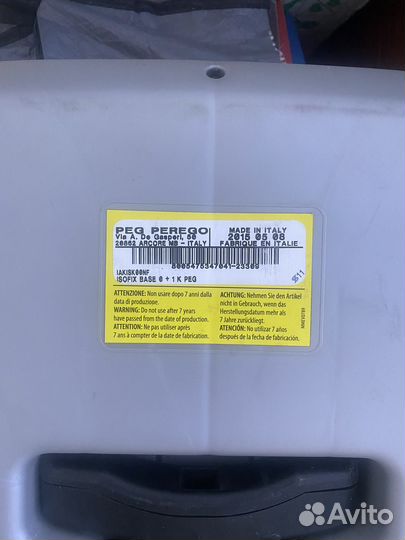 PEG PEREGO
Via A. De Gasperi, 50
20862 ARCORE MB - ITALY
MADE IN ITALY
2015 05 08
FABRIQUE EN ITALIE
8005475347041-23309
IAKISK00NF
ISOFIX BASE 0 + 1 K PEG
ATTENZIONE: Non usare dopo 7 anni dalla
data di produzione.
WARNING: Do not use after 7 years
have passed from the date of production.
ATTENTION: Ne pas utiliser après
7 ans à compter de la date de fabrication.
ACHTUNG: Nehmen Sie den Artikel
nicht in Gebrauch, wenn das
Herstellungsdatum mehr als
7 Jahre zurückliegt.
ATENCIÓN: No utilizar 7 años
después de la fecha de fabricación.
Avito